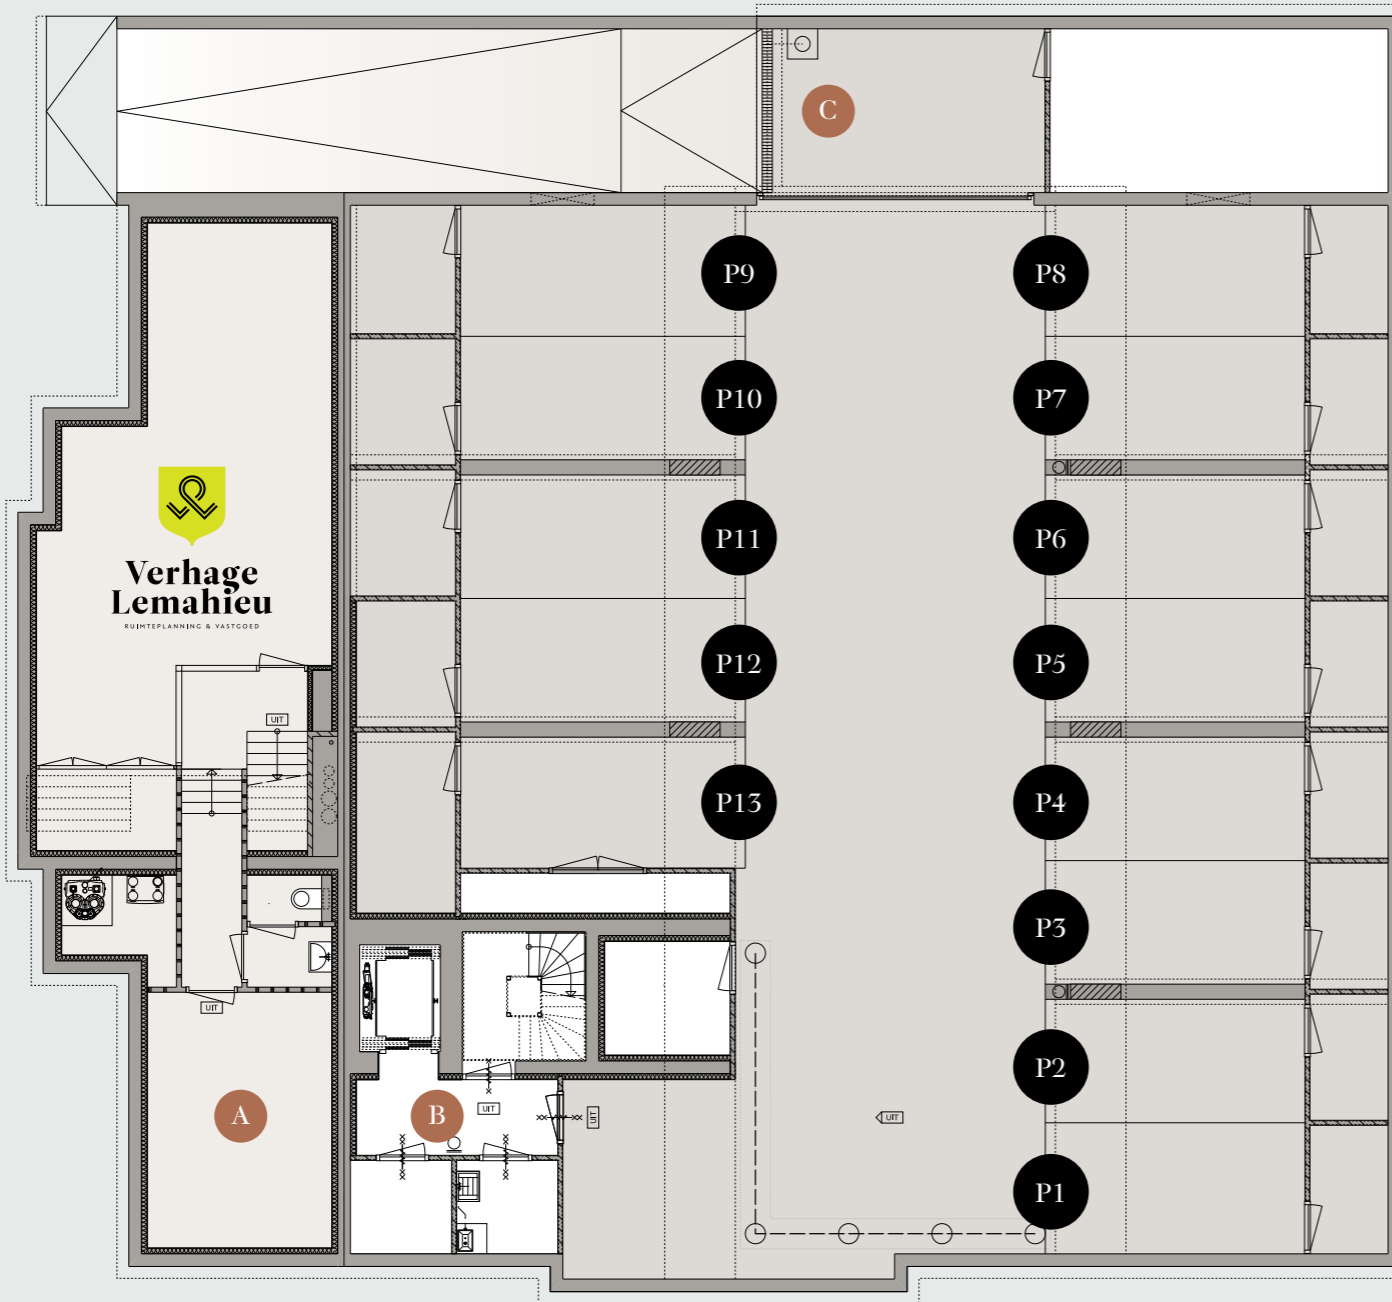 C
P9
P8
P10
P7
P11
P6
Verhage
Lemahieu
RUIMTEPLANNING & VASTGOED
P12
P5
UIT
P13
P4
P3
UIT
P2
A
B
UIT
UIT
UIT
P1